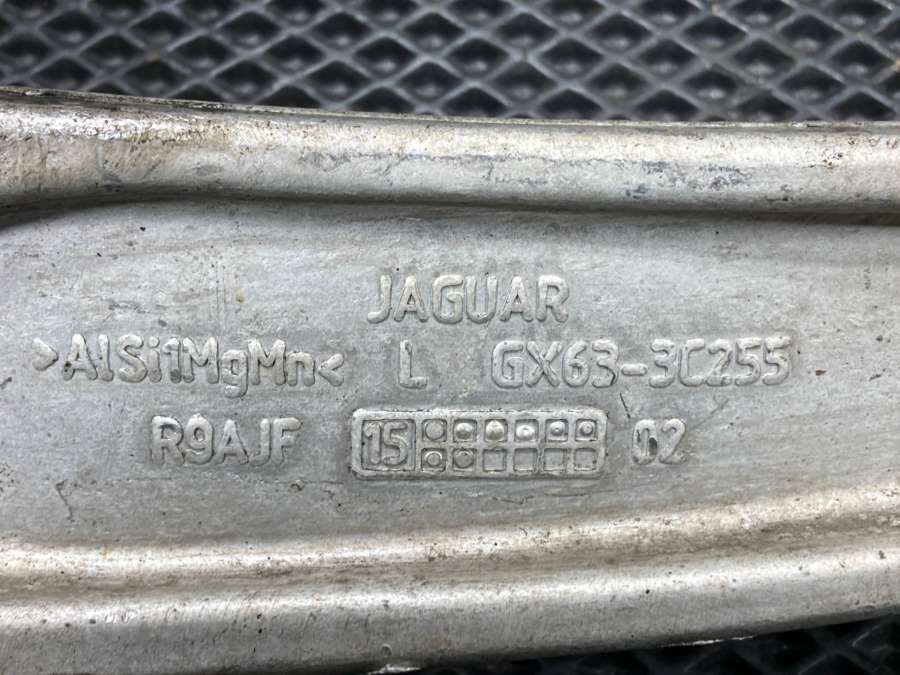 JAGUAR
>AlSi1MgMn< L GX63-3C255
R9AJF 15 02